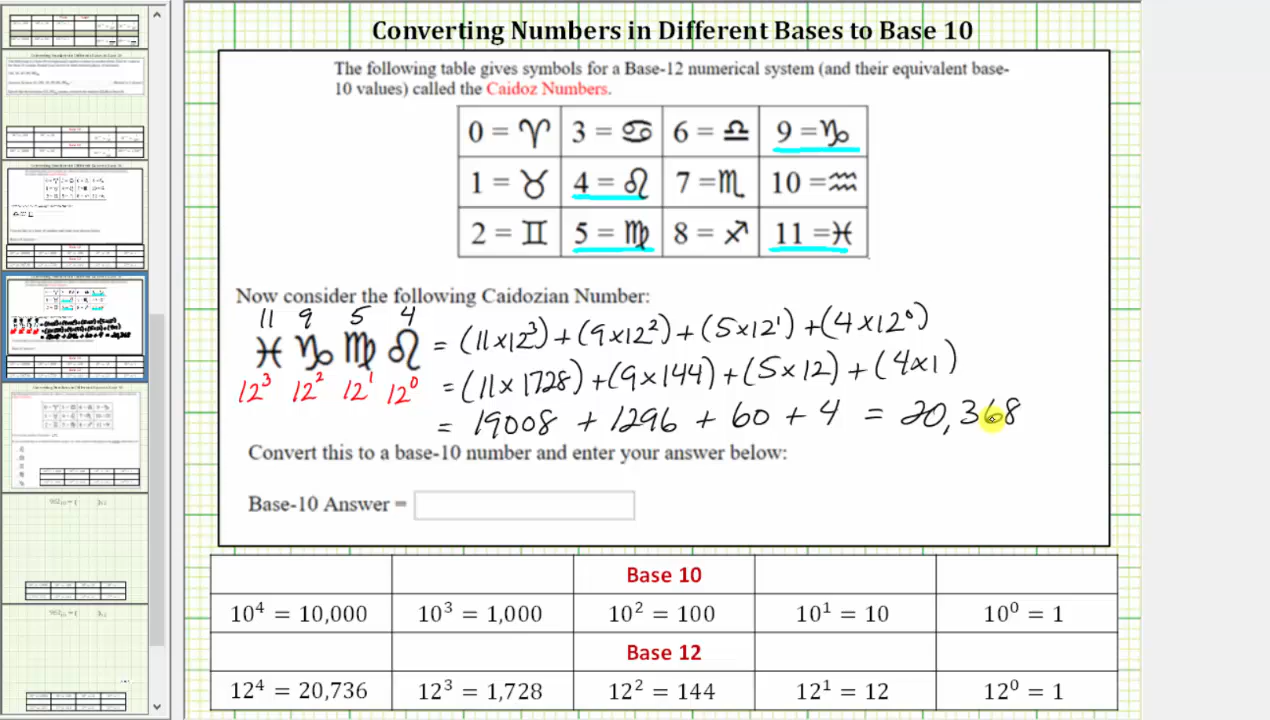 Converting Numbers in Different Bases to Base 10
The following table gives symbols for a Base-12 numerical system (and their equivalent base-
10 values) called the Caidoz Numbers.
0 = ♈ 3 = ♋ 6 = ♎ 9 = ♑
1 = ♉ 4 = ♌ 7 = ♏ 10 = ♒
2 = ♊ 5 = ♍ 8 = ♐ 11 = ♓
Now consider the following Caidozian Number:
11 9 5 4
♓ ♑ ♍ ♌ = (11×12³) + (9×12²) + (5×12¹) + (4×12⁰)
12³ 12² 12¹ 12⁰ = (11×1728) + (9×144) + (5×12) + (4×1)
= 19008 + 1296 + 60 + 4 = 20,368
Convert this to a base-10 number and enter your answer below:
Base-10 Answer =
Base 10
10⁴ = 10,000 10³ = 1,000 10² = 100 10¹ = 10 10⁰ = 1
Base 12
12⁴ = 20,736 12³ = 1,728 12² = 144 12¹ = 12 12⁰ = 1